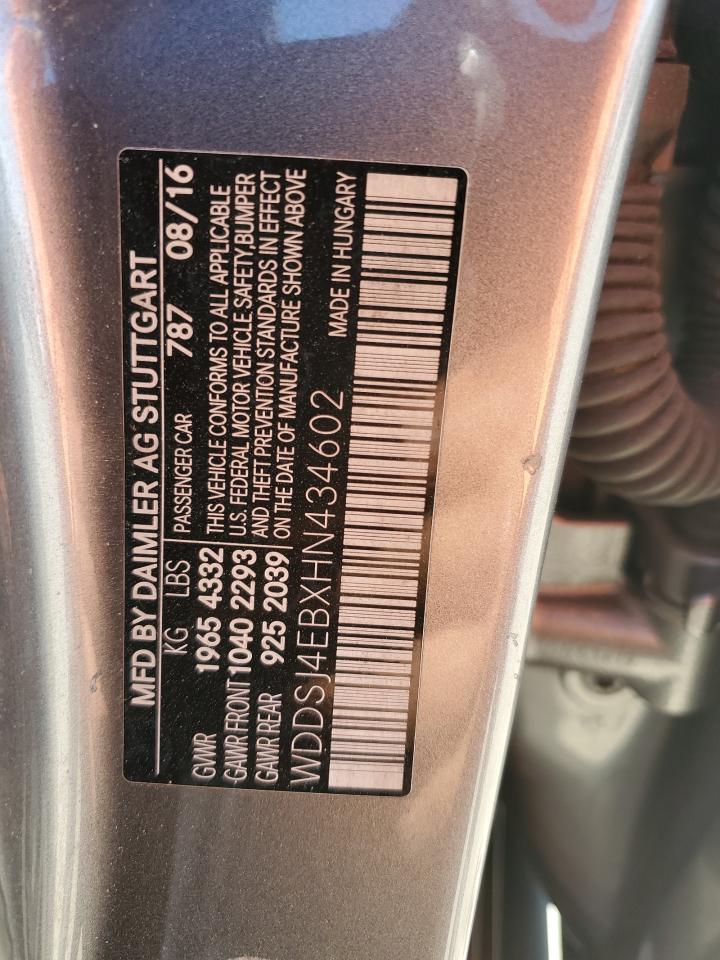 MFD BY DAIMLER AG STUTTGART
KG LBS PASSENGER CAR 787 08/16
GVWR 1965 4332 THIS VEHICLE CONFORMS TO ALL APPLICABLE
GAWR FRONT 1040 2293 U.S. FEDERAL MOTOR VEHICLE SAFETY,BUMPER
GAWR REAR 925 2039 AND THEFT PREVENTION STANDARDS IN EFFECT
ON THE DATE OF MANUFACTURE SHOWN ABOVE
WDDSJ4EBXHN434602 MADE IN HUNGARY